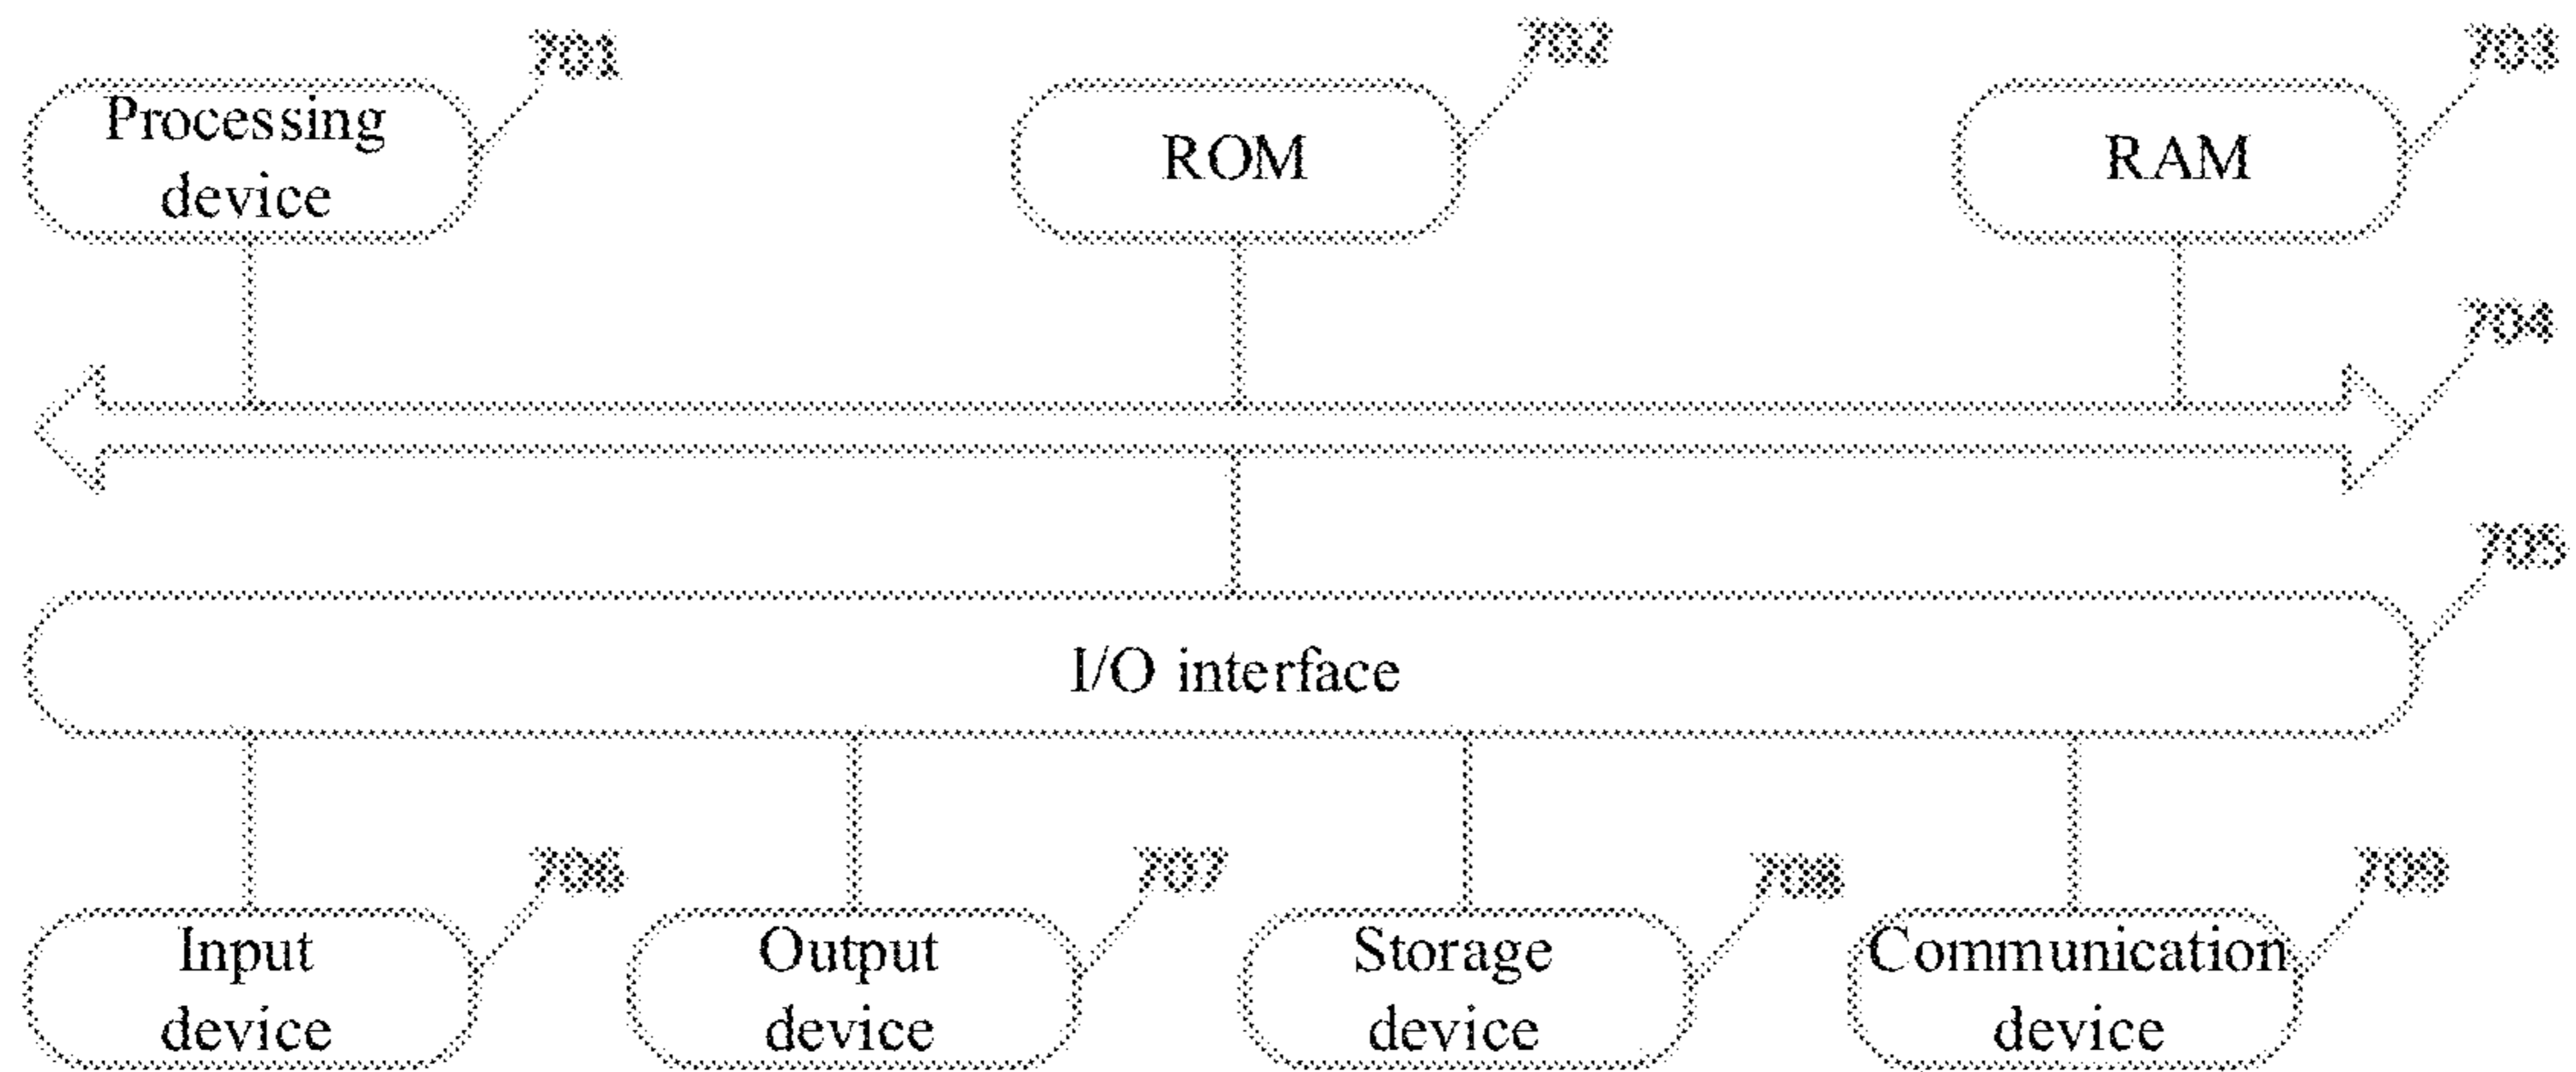 701
702
703
Processing
device
ROM
RAM
704
705
I/O interface
706
707
708
709
Input
device
Output
device
Storage
device
Communication
device